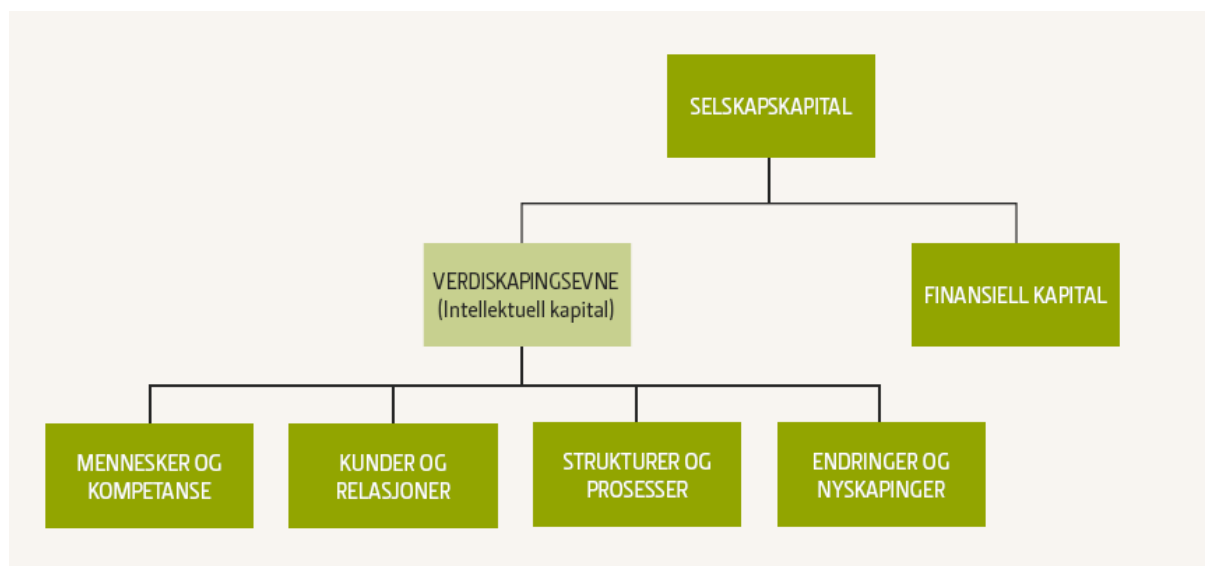 SELSKAPSKAPITAL
VERDISKAPINGSEVNE
(Intellektuell kapital)
FINANSIELL KAPITAL
MENNESKER OG
KOMPETANSE
KUNDER OG
RELASJONER
STRUKTURER OG
PROSESSER
ENDRINGER OG
NYSKAPINGER